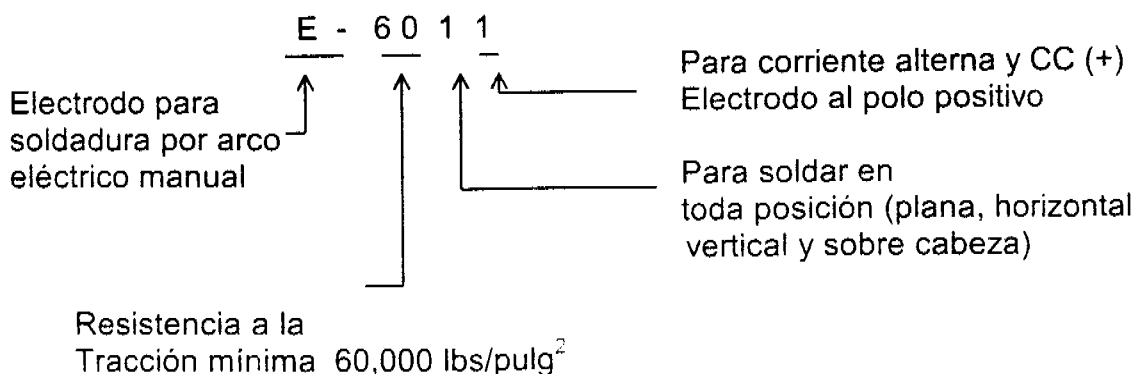 E - 6 0 1 1
Para corriente alterna y CC (+)
Electrodo al polo positivo
Electrodo para
soldadura por arco
eléctrico manual
Para soldar en
toda posición (plana, horizontal
vertical y sobre cabeza)
Resistencia a la
Tracción mínima 60,000 lbs/pulg²